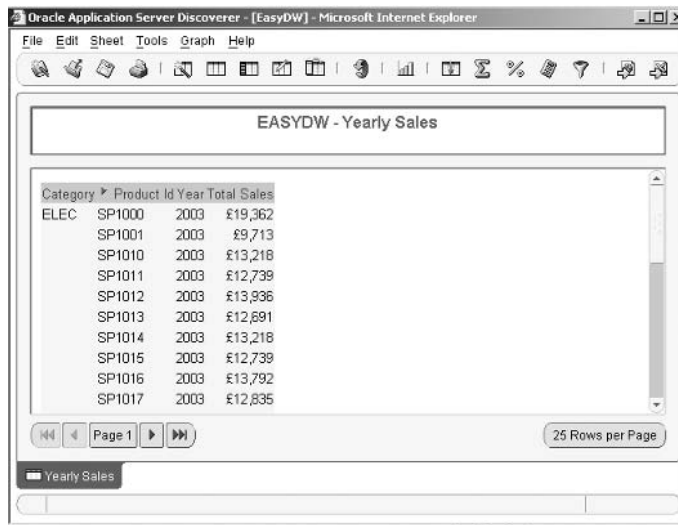 Oracle Application Server Discoverer - [EasyDW] - Microsoft Internet Explorer
File Edit Sheet Tools Graph Help
EASYDW - Yearly Sales
Category Product Id Year Total Sales
ELEC SP1000 2003 £19,362
SP1001 2003 £9,713
SP1010 2003 £13,218
SP1011 2003 £12,739
SP1012 2003 £13,936
SP1013 2003 £12,691
SP1014 2003 £13,218
SP1015 2003 £12,739
SP1016 2003 £13,792
SP1017 2003 £12,835
Page 1
25 Rows per Page
Yearly Sales